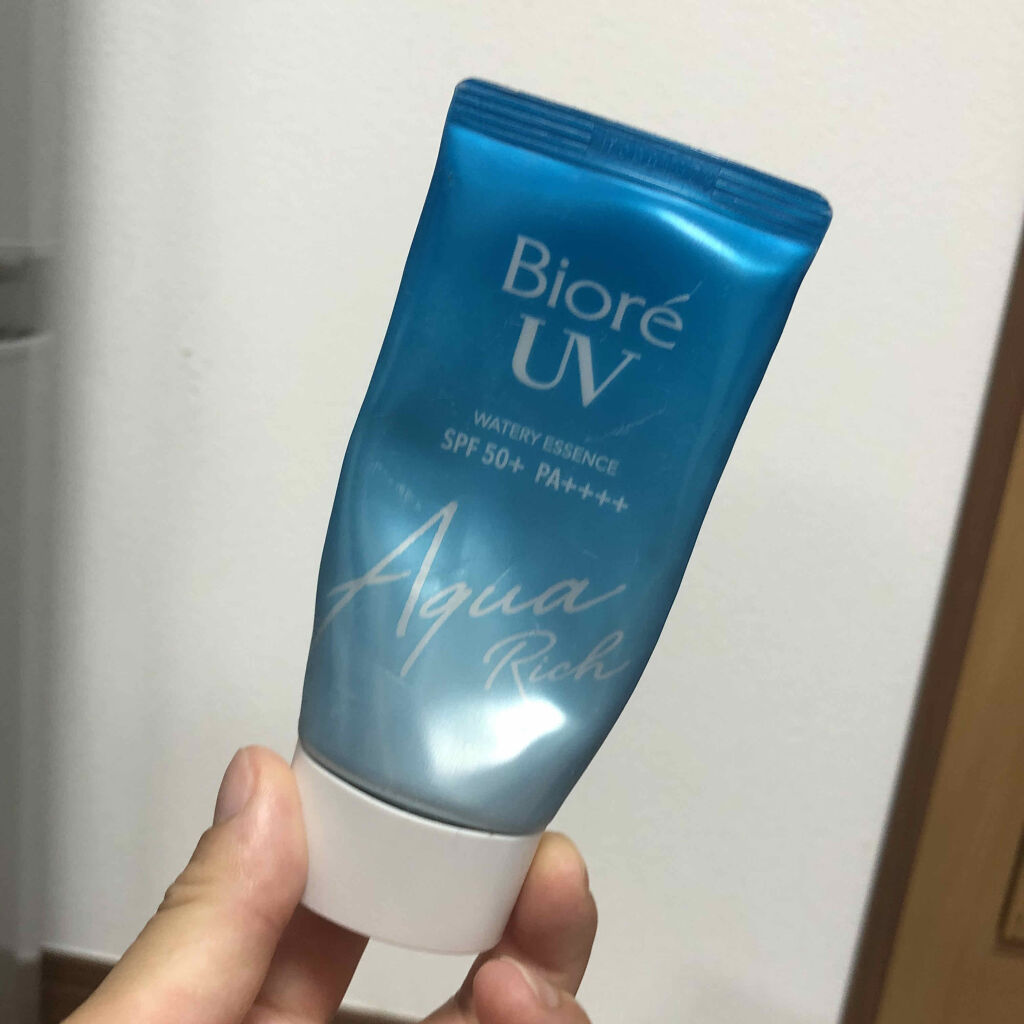 Bioré
UV
WATERY ESSENCE
SPF 50+ PA++++
Aqua
Rich